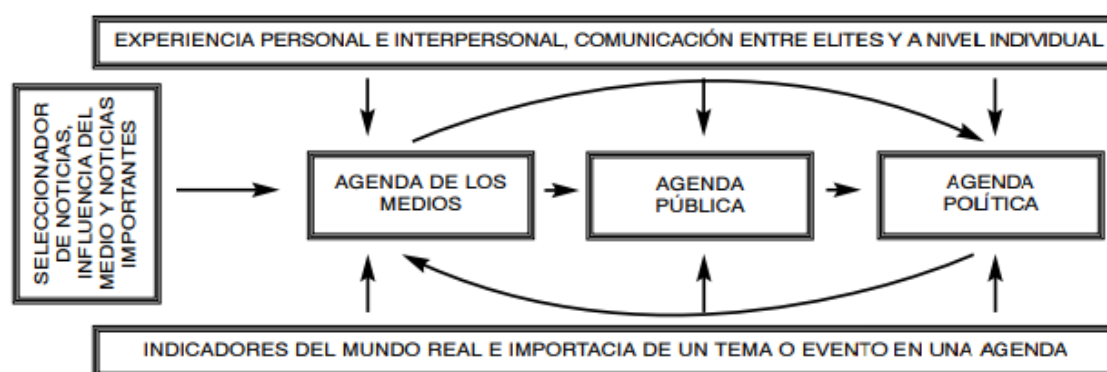 EXPERIENCIA PERSONAL E INTERPERSONAL, COMUNICACIÓN ENTRE ELITES Y A NIVEL INDIVIDUAL
SELECCIONADOR
DE NOTICIAS,
INFLUENCIA DEL
MEDIO Y NOTICIAS
IMPORTANTES
AGENDA DE LOS
MEDIOS
AGENDA
PÚBLICA
AGENDA
POLÍTICA
INDICADORES DEL MUNDO REAL E IMPORTACIA DE UN TEMA O EVENTO EN UNA AGENDA